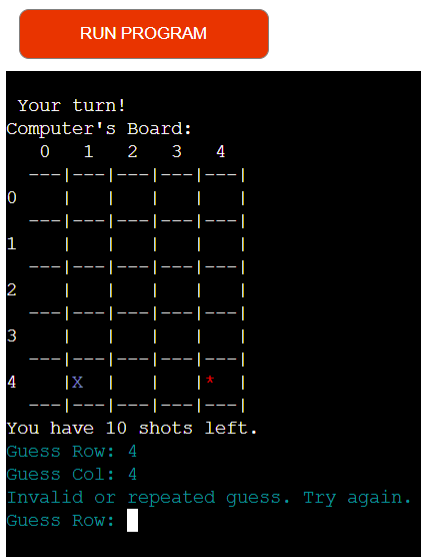 RUN PROGRAM
Your turn!
Computer's Board:
0 1 2 3 4
---|---|---|---|---|
0 | | | | |
---|---|---|---|---|
1 | | | | |
---|---|---|---|---|
2 | | | | |
---|---|---|---|---|
3 | | | | |
---|---|---|---|---|
4 |X | | |* |
---|---|---|---|---|
You have 10 shots left.
Guess Row: 4
Guess Col: 4
Invalid or repeated guess. Try again.
Guess Row: